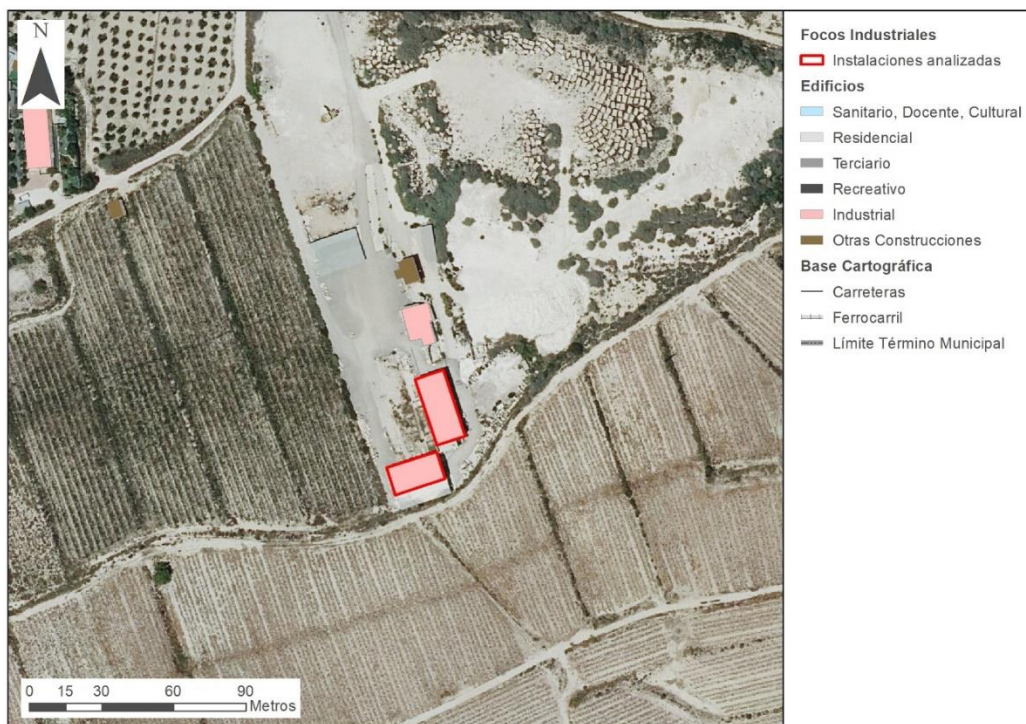 N
Focos Industriales
Instalaciones analizadas
Edificios
Sanitario, Docente, Cultural
Residencial
Terciario
Recreativo
Industrial
Otras Construcciones
Base Cartográfica
Carreteras
Ferrocarril
Límite Término Municipal
0 15 30 60 90
Metros